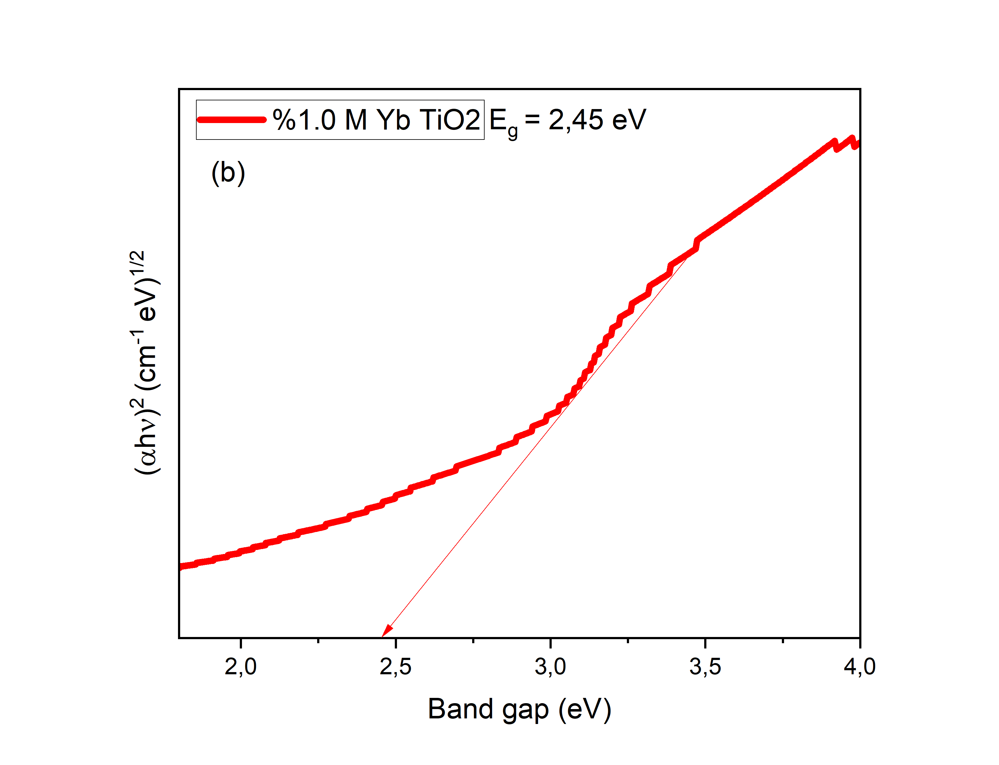 %1.0 M Yb TiO2 E_g = 2,45 eV
(b)
(αhν)² (cm⁻¹ eV)¹/²
2,0 2,5 3,0 3,5 4,0
Band gap (eV)